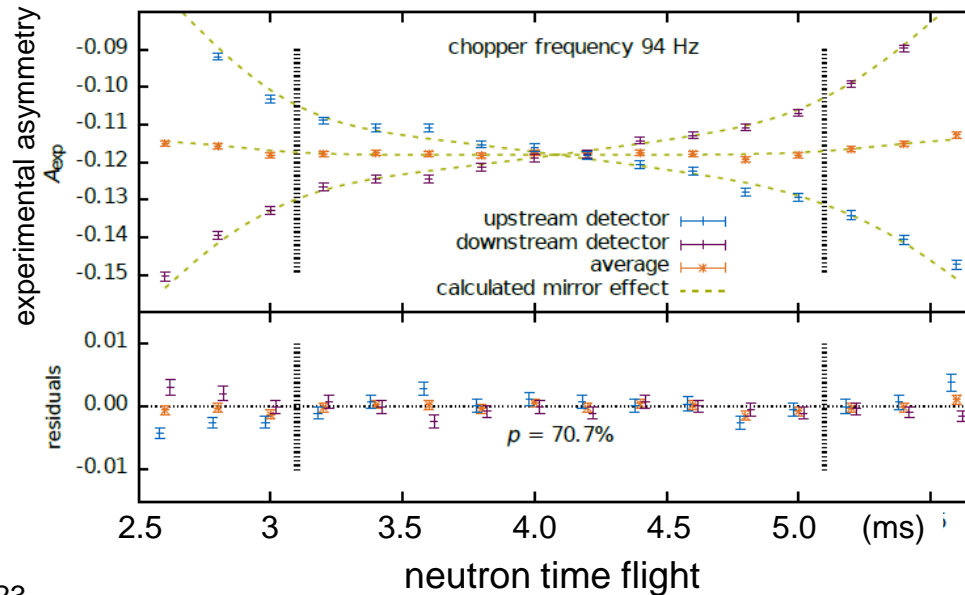 experimental asymmetry
Aexp
-0.09
-0.10
-0.11
-0.12
-0.13
-0.14
-0.15
chopper frequency 94 Hz
upstream detector
downstream detector
average
calculated mirror effect
residuals
0.01
0.00
-0.01
p = 70.7%
2.5 3 3.5 4.0 4.5 5.0 (ms)
neutron time flight
23